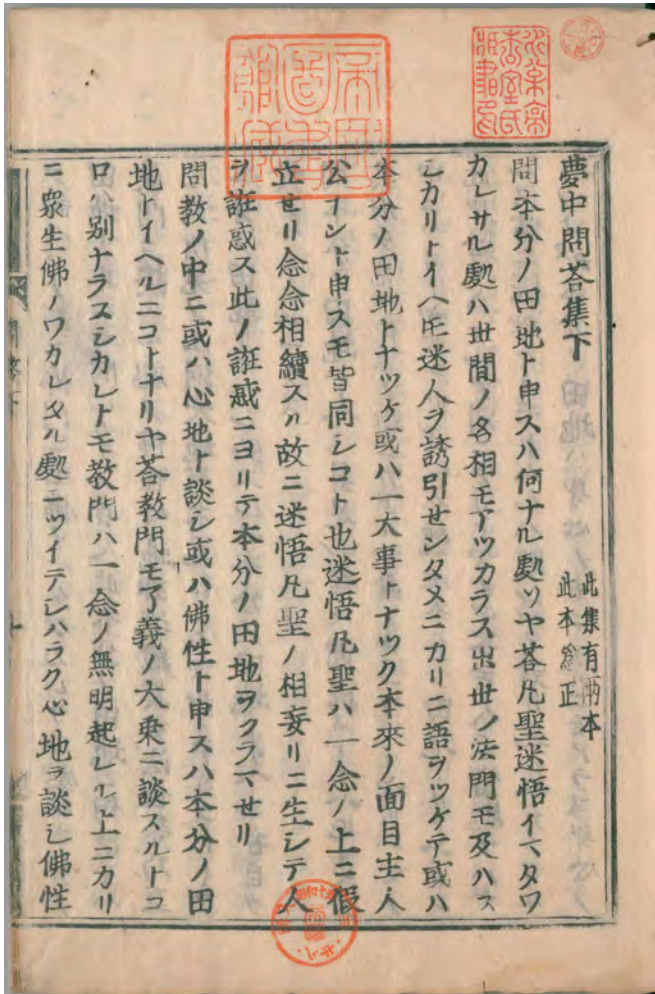 夢中問荅集下
此集有兩本
此本爲正
問本分ノ田地ト申スハ何ナル處ソヤ荅凡聖迷悟イマタワ
カレサル處ハ世間ノ名相モアツカラス出世ノ法門モ及ハス
シカリトイヘ𪜈迷人ヲ誘引センタメニカリニ語ヲツケテ或ハ
本分ノ田地トナツケ或ハ一大事トナツク本來ノ面目主人
公ナント申スモ皆同シコト也迷悟凡聖ハ一念ノ上ニ假
立セリ念念相續スル故ニ迷悟凡聖ノ相妄リニ生シテ人
ヲ誑惑ス此ノ誑惑ニヨリテ本分ノ田地ヲクラマせリ
問教ノ中ニ或ハ心地ト談シ或ハ佛性ト申スハ本分ノ田
地トイヘルニコトナリヤ荅教門モ了義ノ大乗ニ談スルトコ
ロハ別ナラスシカレトモ教門ハ一念ノ無明起レル上ニカリ
ニ衆生佛ノワカレタル處ニツイテシハラク心地ヲ談シ佛性